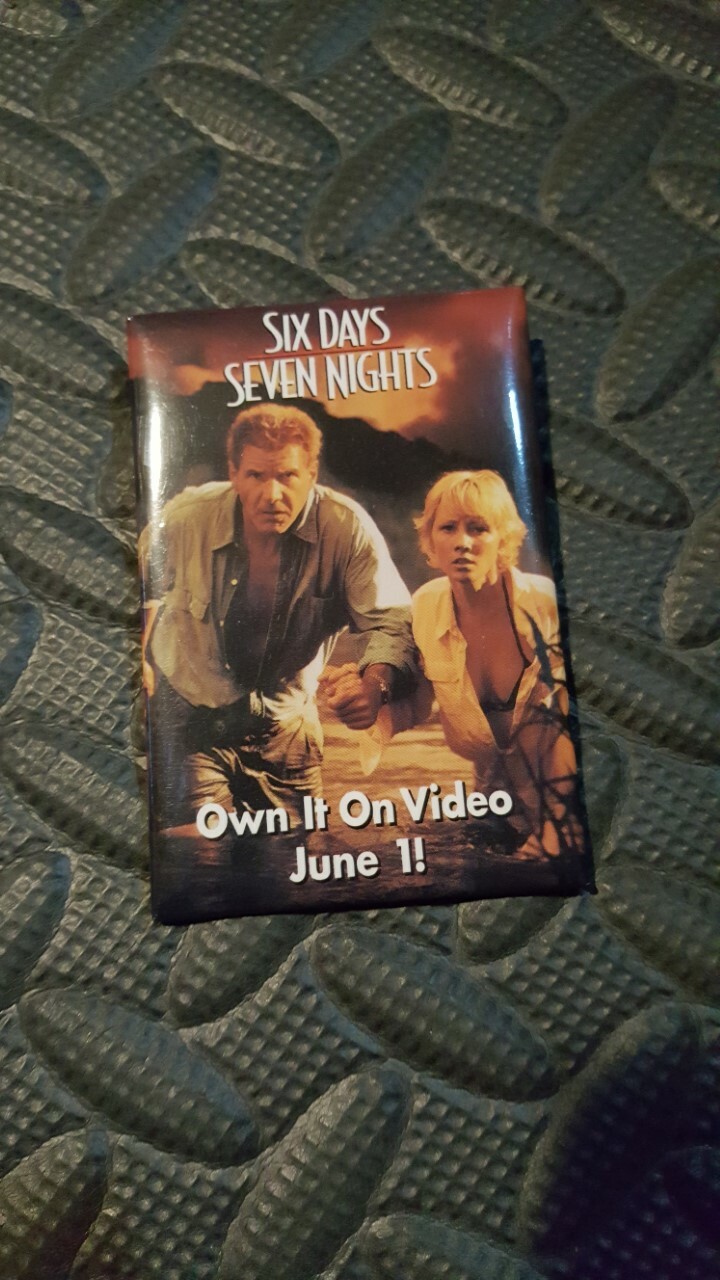 SIX DAYS
SEVEN NIGHTS
Own It On Video
June 1!